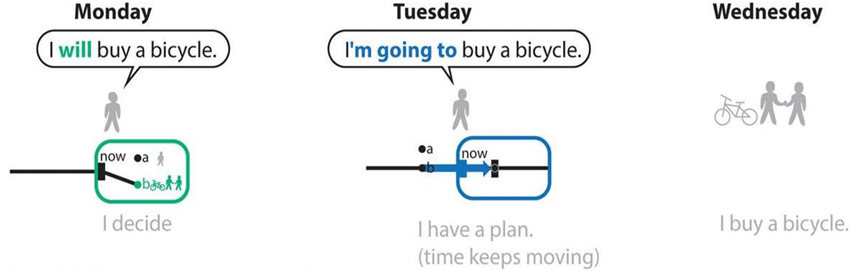 Monday
Tuesday
Wednesday
I will buy a bicycle.
I'm going to buy a bicycle.
now
a
b
a
b
now
I decide
I have a plan.
(time keeps moving)
I buy a bicycle.